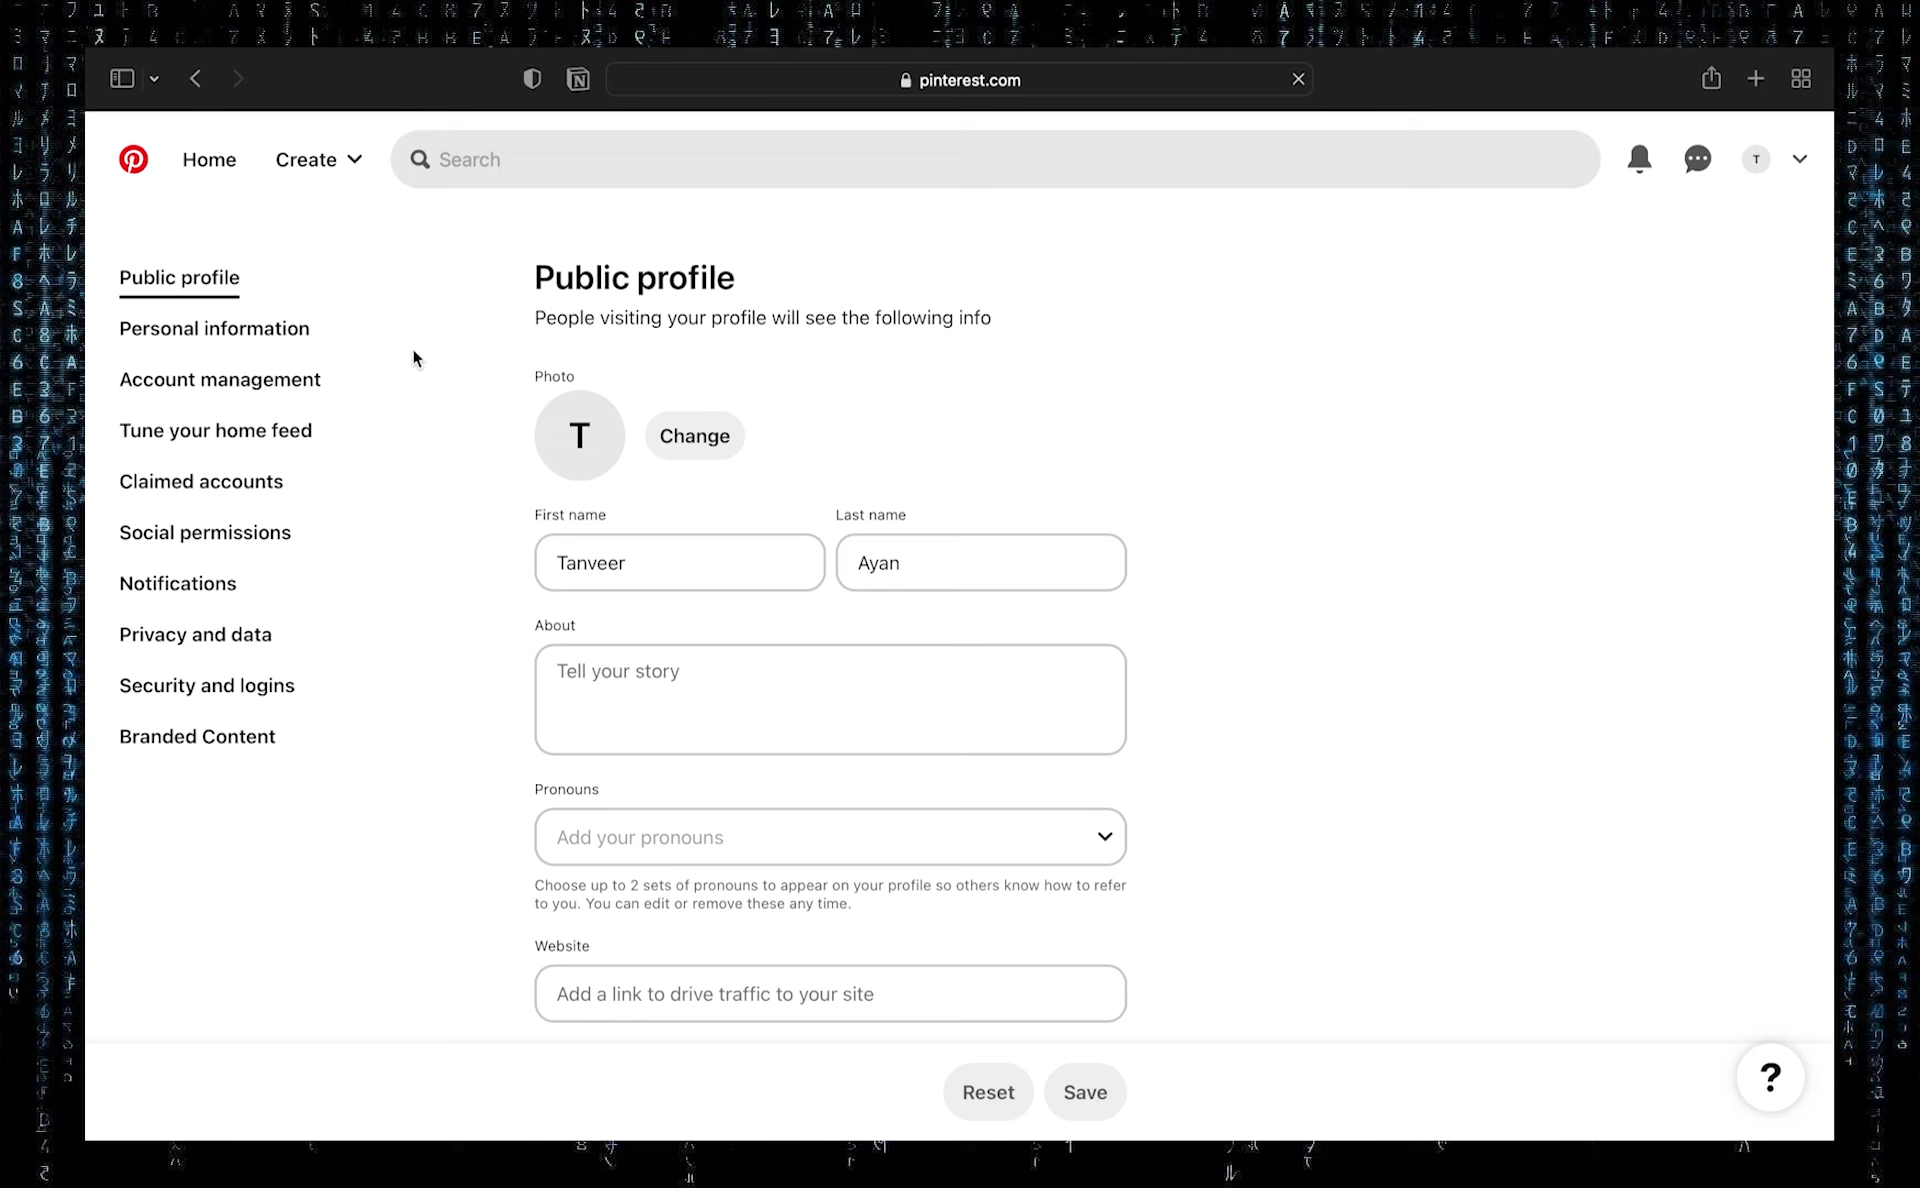 pinterest.com
Home
Create
Search
T
Public profile
Personal information
Account management
Tune your home feed
Claimed accounts
Social permissions
Notifications
Privacy and data
Security and logins
Branded Content
Public profile
People visiting your profile will see the following info
Photo
T
Change
First name
Last name
Tanveer
Ayan
About
Tell your story
Pronouns
Add your pronouns
Choose up to 2 sets of pronouns to appear on your profile so others know how to refer
to you. You can edit or remove these any time.
Website
Add a link to drive traffic to your site
Reset
Save
?